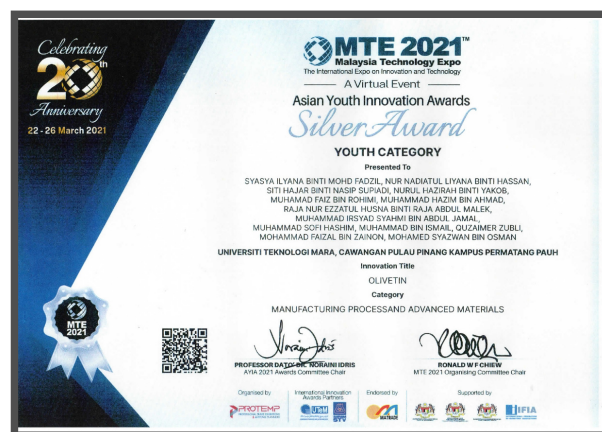 Celebrating
20th
Anniversary
22 - 26 March 2021
MTE 2021™
Malaysia Technology Expo
The International Expo on Innovation and Technology
A Virtual Event
Asian Youth Innovation Awards
Silver Award
YOUTH CATEGORY
Presented To
SYASYA ILYANA BINTI MOHD FADZIL, NUR NADIATUL LIYANA BINTI HASSAN,
SITI HAJAR BINTI NASIP SUPIADI, NURUL HAZIRAH BINTI YAKOB,
MUHAMAD FAIZ BIN ROHIMI, MUHAMMAD HAZIM BIN AHMAD,
RAJA NUR EZZATUL HUSNA BINTI RAJA ABDUL MALEK,
MUHAMMAD IRSYAD SYAHMI BIN ABDUL JAMAL,
MUHAMMAD SOFI HASHIM, MUHAMMAD BIN ISMAIL, QUZAIMER ZUBLI,
MOHAMMAD FAIZAL BIN ZAINON, MOHAMED SYAZWAN BIN OSMAN
UNIVERSITI TEKNOLOGI MARA, CAWANGAN PULAU PINANG KAMPUS PERMATANG PAUH
Innovation Title
OLIVETIN
Category
MANUFACTURING PROCESSAND ADVANCED MATERIALS
MTE
2021
PROFESSOR DATO' DR. NORAINI IDRIS
AYIA 2021 Awards Committee Chair
RONALD W F CHIEW
MTE 2021 Organising Committee Chair
Organised by
International Innovation
Awards Partners
Endorsed by
Supported by
PROTEMP
UTeM
STV
MATRADE
IFIA